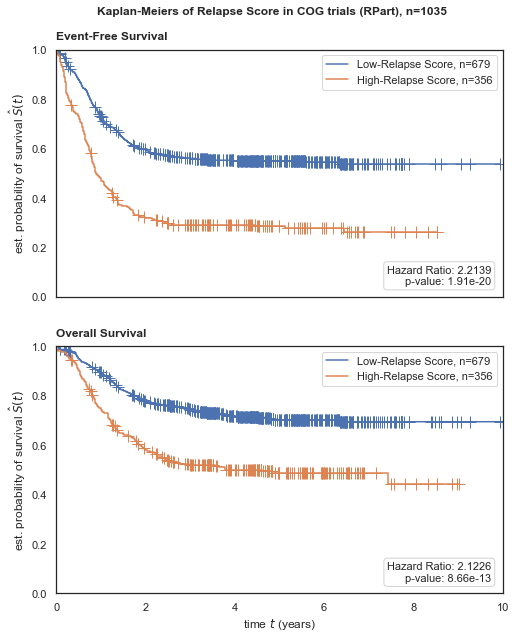 Kaplan-Meiers of Relapse Score in COG trials (RPart), n=1035
Event-Free Survival
Low-Relapse Score, n=679
High-Relapse Score, n=356
1.0
0.8
0.6
0.4
0.2
0.0
est. probability of survival Ŝ(t)
Hazard Ratio: 2.2139
p-value: 1.91e-20
Overall Survival
Low-Relapse Score, n=679
High-Relapse Score, n=356
1.0
0.8
0.6
0.4
0.2
0.0
est. probability of survival Ŝ(t)
Hazard Ratio: 2.1226
p-value: 8.66e-13
0 2 4 6 8 10
time t (years)